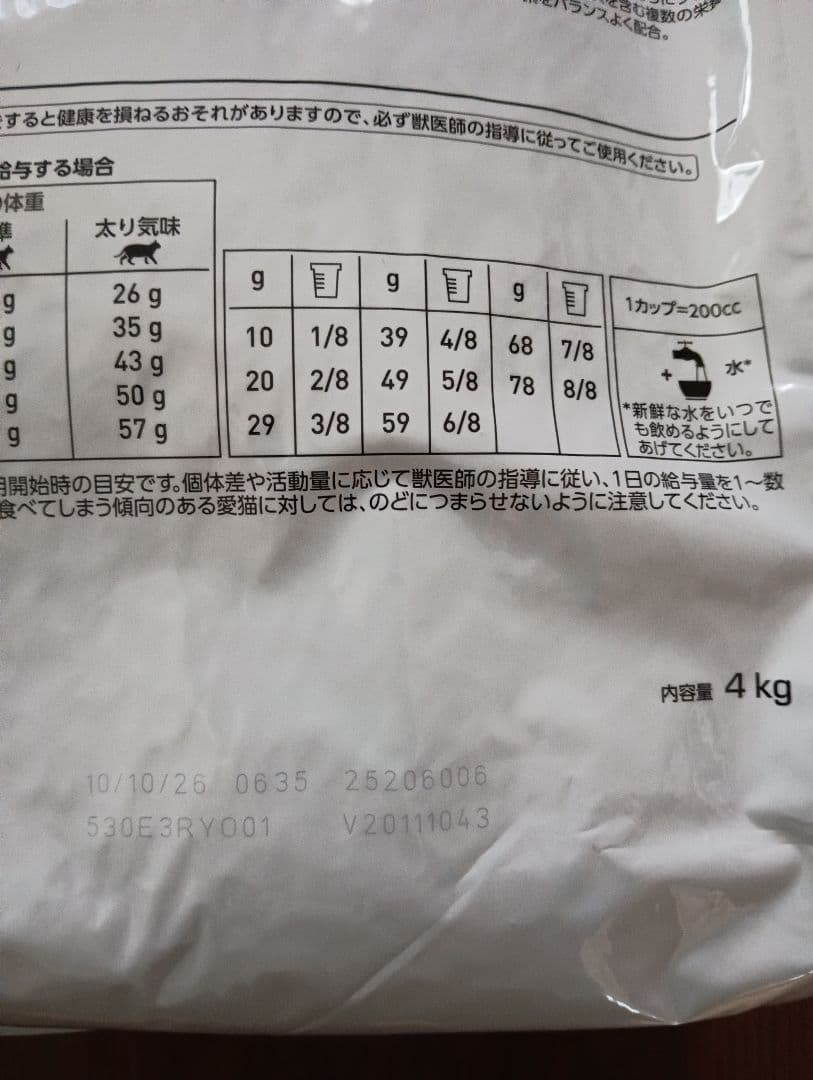 を含む複数の栄養
をバランスよく配合。
すると健康を損ねるおそれがありますので、必ず獣医師の指導に従ってご使用ください。
給与する場合
の体重
準
太り気味
g 26 g
g 35 g
g 43 g
g 50 g
g 57 g
g g g
10 1/8 39 4/8 68 7/8
20 2/8 49 5/8 78 8/8
29 3/8 59 6/8
1カップ=200cc
+ 水*
*新鮮な水をいつで
も飲めるようにして
あげてください。
開始時の目安です。個体差や活動量に応じて獣医師の指導に従い、1日の給与量を1〜数
食べてしまう傾向のある愛猫に対しては、のどにつまらせないように注意してください。
内容量 4 kg
10/10/26 0635 25206006
530E3RY001 V20111043